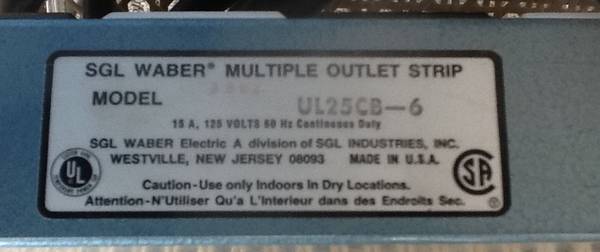 SGL WABER® MULTIPLE OUTLET STRIP
MODEL UL25CB-6
15 A, 125 VOLTS 60 Hz Continuous Duty
SGL WABER Electric A division of SGL INDUSTRIES, INC.
WESTVILLE, NEW JERSEY 08093 MADE IN U.S.A.
UL
SA
Caution-Use only Indoors In Dry Locations.
Attention-N'Utiliser Qu'a L'Interieur dans des Endroits Sec.